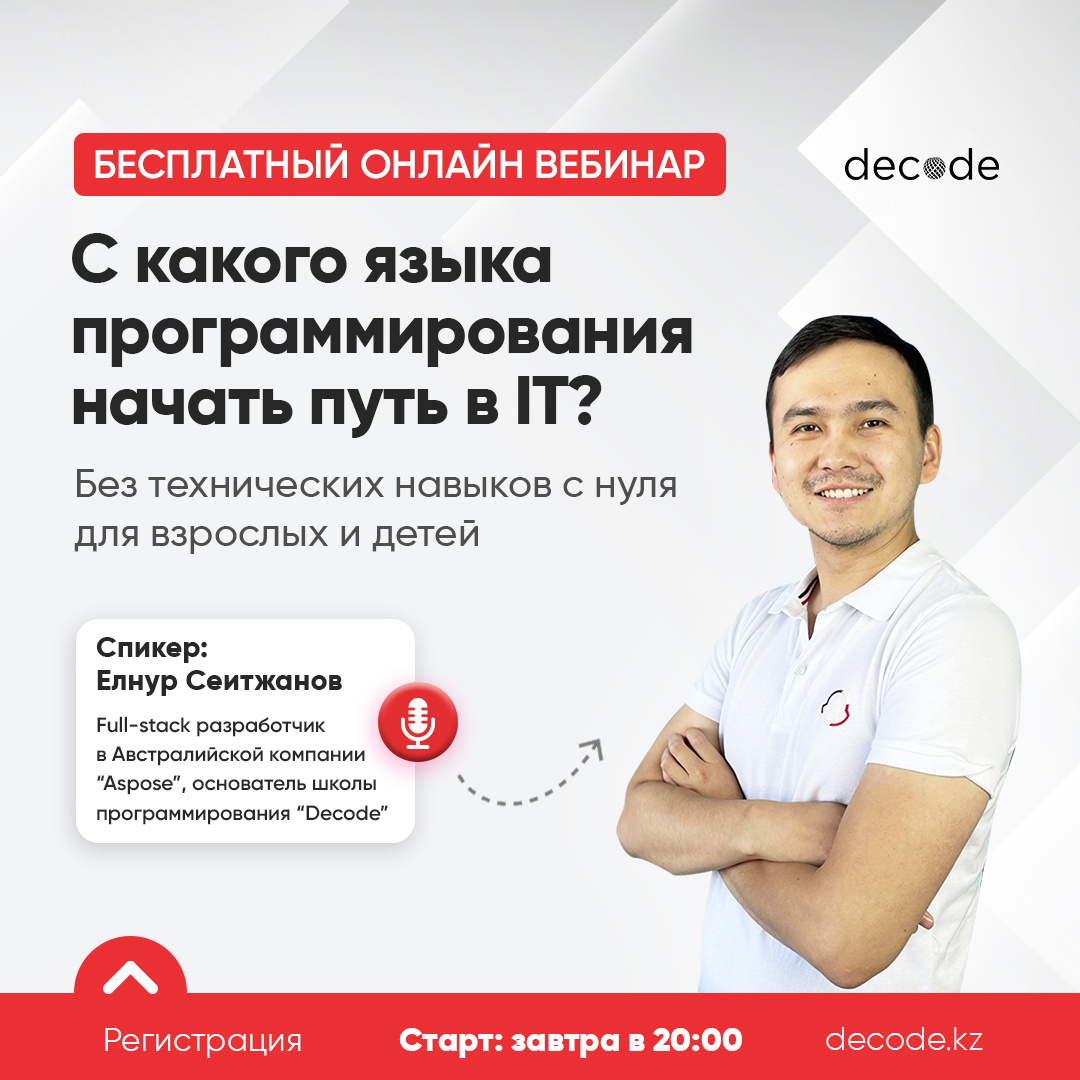 БЕСПЛАТНЫЙ ОНЛАЙН ВЕБИНАР
decode
С какого языка
программирования
начать путь в IT?
Без технических навыков с нуля
для взрослых и детей
Спикер:
Елнур Сеитжанов
Full-stack разработчик
в Австралийской компании
“Aspose”, основатель школы
программирования “Decode”
Регистрация
Старт: завтра в 20:00
decode.kz